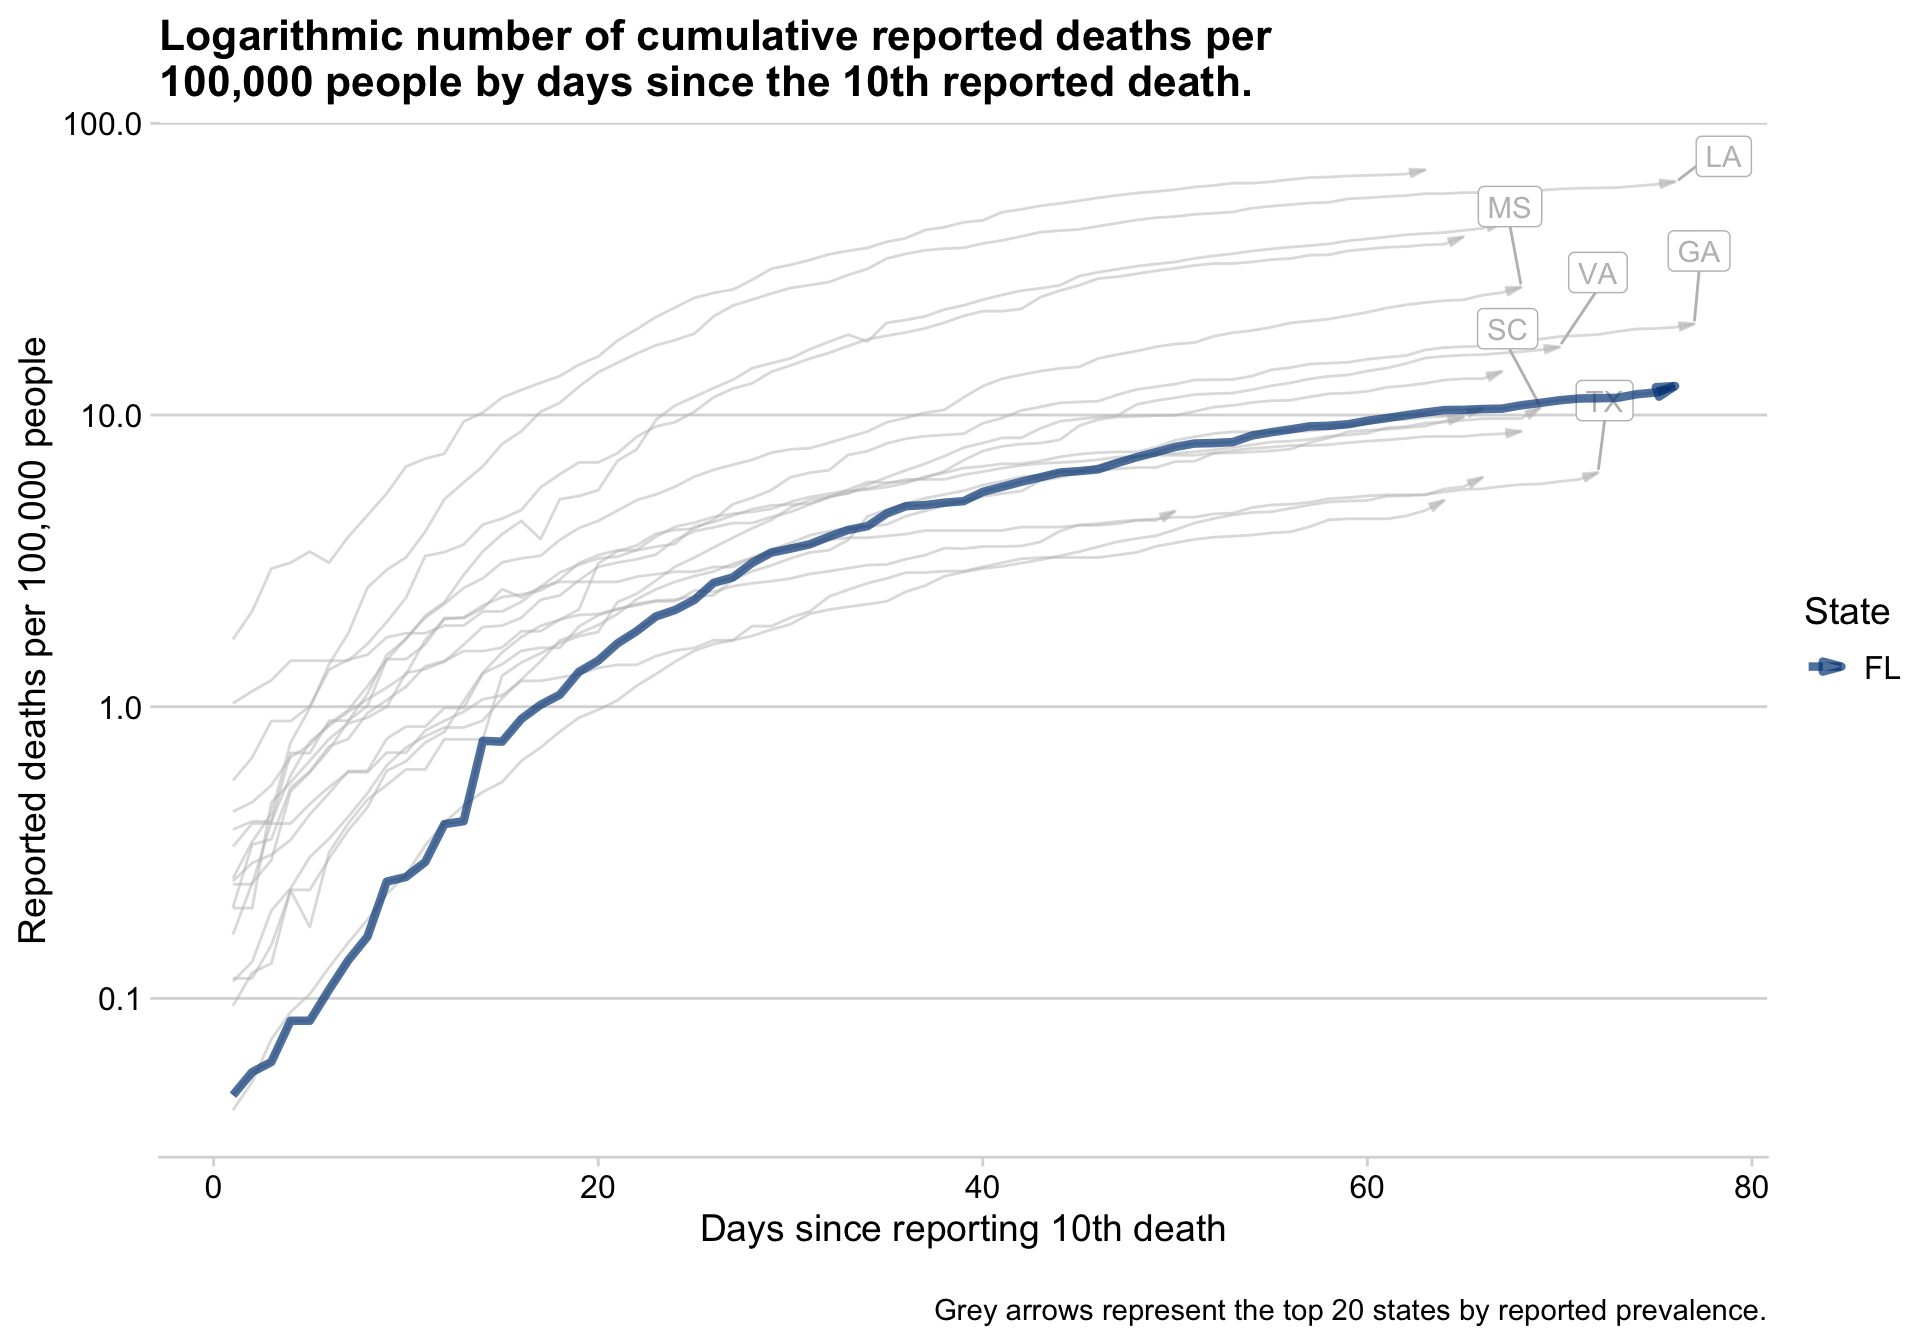 Logarithmic number of cumulative reported deaths per
100,000 people by days since the 10th reported death.
Reported deaths per 100,000 people
100.0
10.0
1.0
0.1
LA
MS
GA
VA
SC
TX
State
FL
0
20
40
60
80
Days since reporting 10th death
Grey arrows represent the top 20 states by reported prevalence.